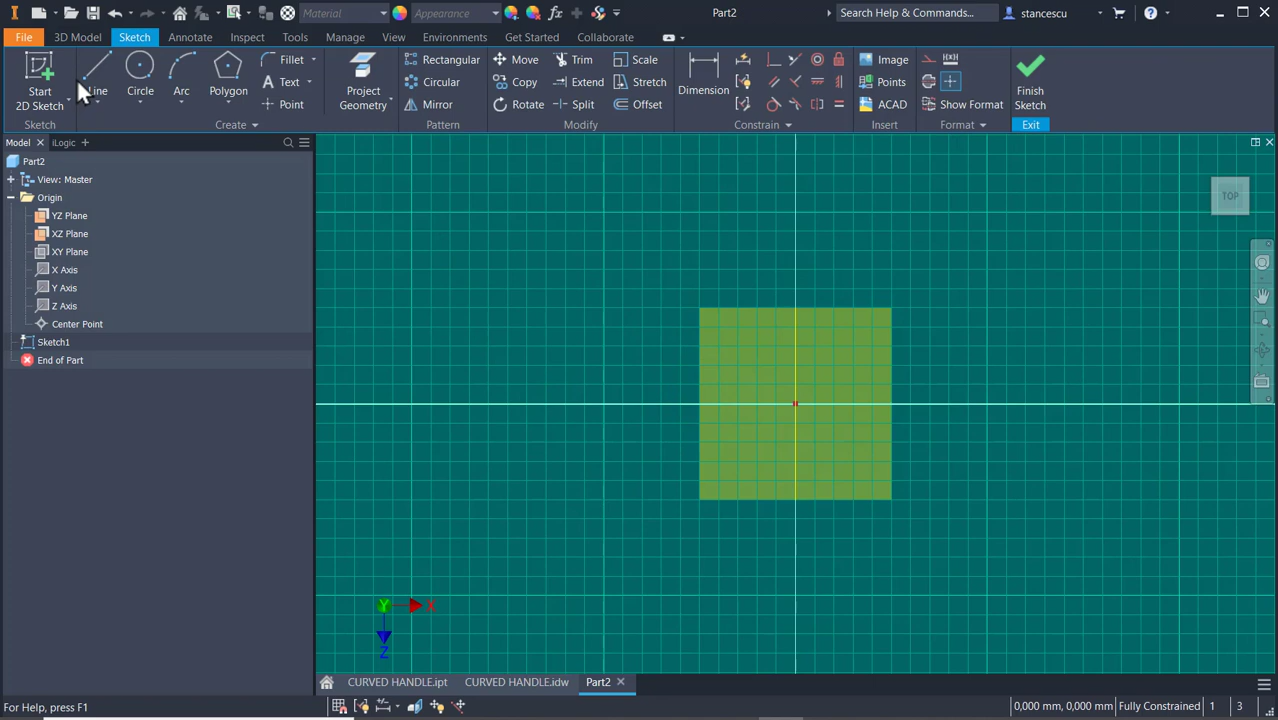 Material
Appearance
Part2
Search Help & Commands...
stancescu
File
3D Model
Sketch
Annotate
Inspect
Tools
Manage
View
Environments
Get Started
Collaborate
Start
2D Sketch
Line
Circle
Arc
Polygon
Fillet
Text
Point
Project
Geometry
Rectangular
Circular
Mirror
Move
Copy
Rotate
Trim
Extend
Split
Scale
Stretch
Offset
Dimension
Image
Points
ACAD
Show Format
Finish
Sketch
Sketch
Create
Pattern
Modify
Constrain
Insert
Format
Exit
Model
iLogic
Part2
View: Master
Origin
YZ Plane
XZ Plane
XY Plane
X Axis
Y Axis
Z Axis
Center Point
Sketch1
End of Part
TOP
Y
X
Z
CURVED HANDLE.ipt
CURVED HANDLE.idw
Part2
For Help, press F1
0,000 mm, 0,000 mm
Fully Constrained
1
3